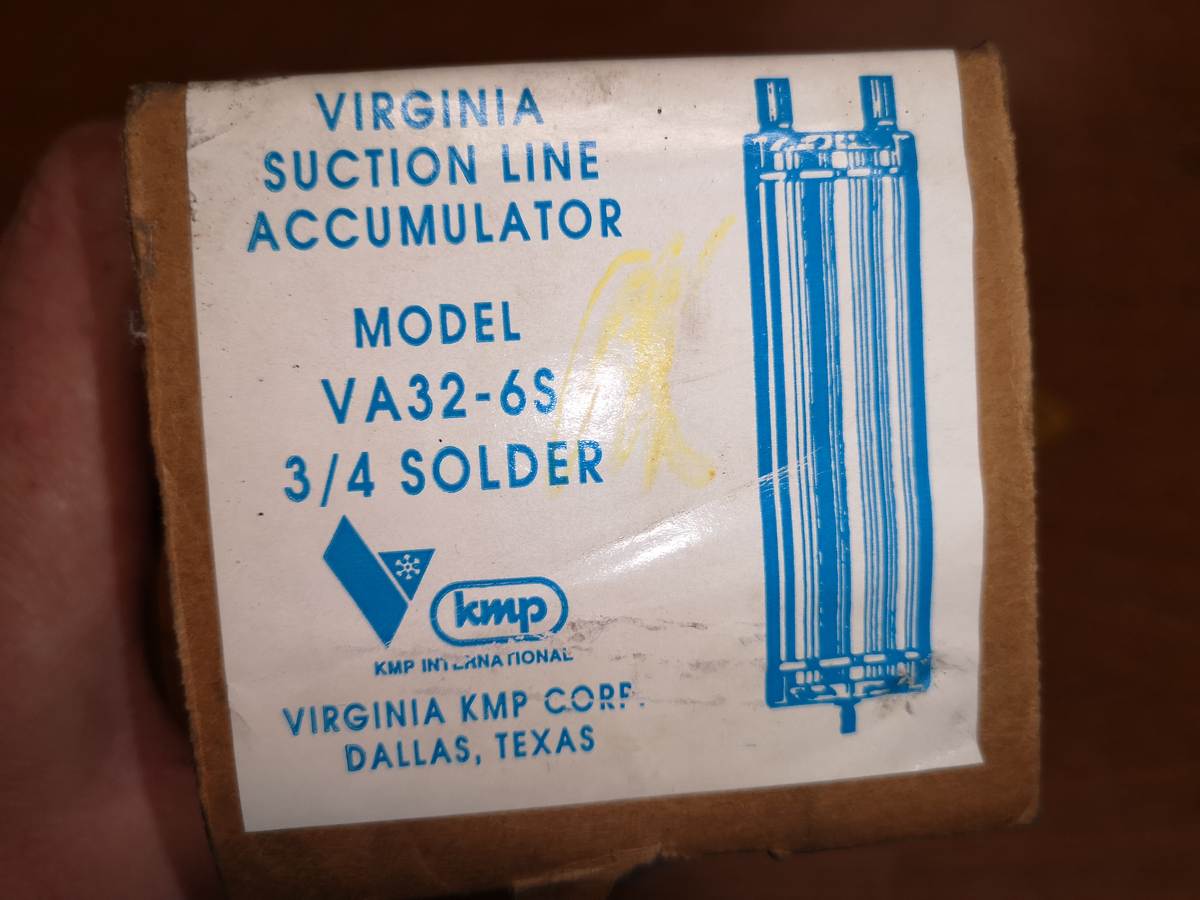 VIRGINIA
SUCTION LINE
ACCUMULATOR
MODEL
VA32-6S
3/4 SOLDER
kmp
KMP INTERNATIONAL
VIRGINIA KMP CORP.
DALLAS, TEXAS